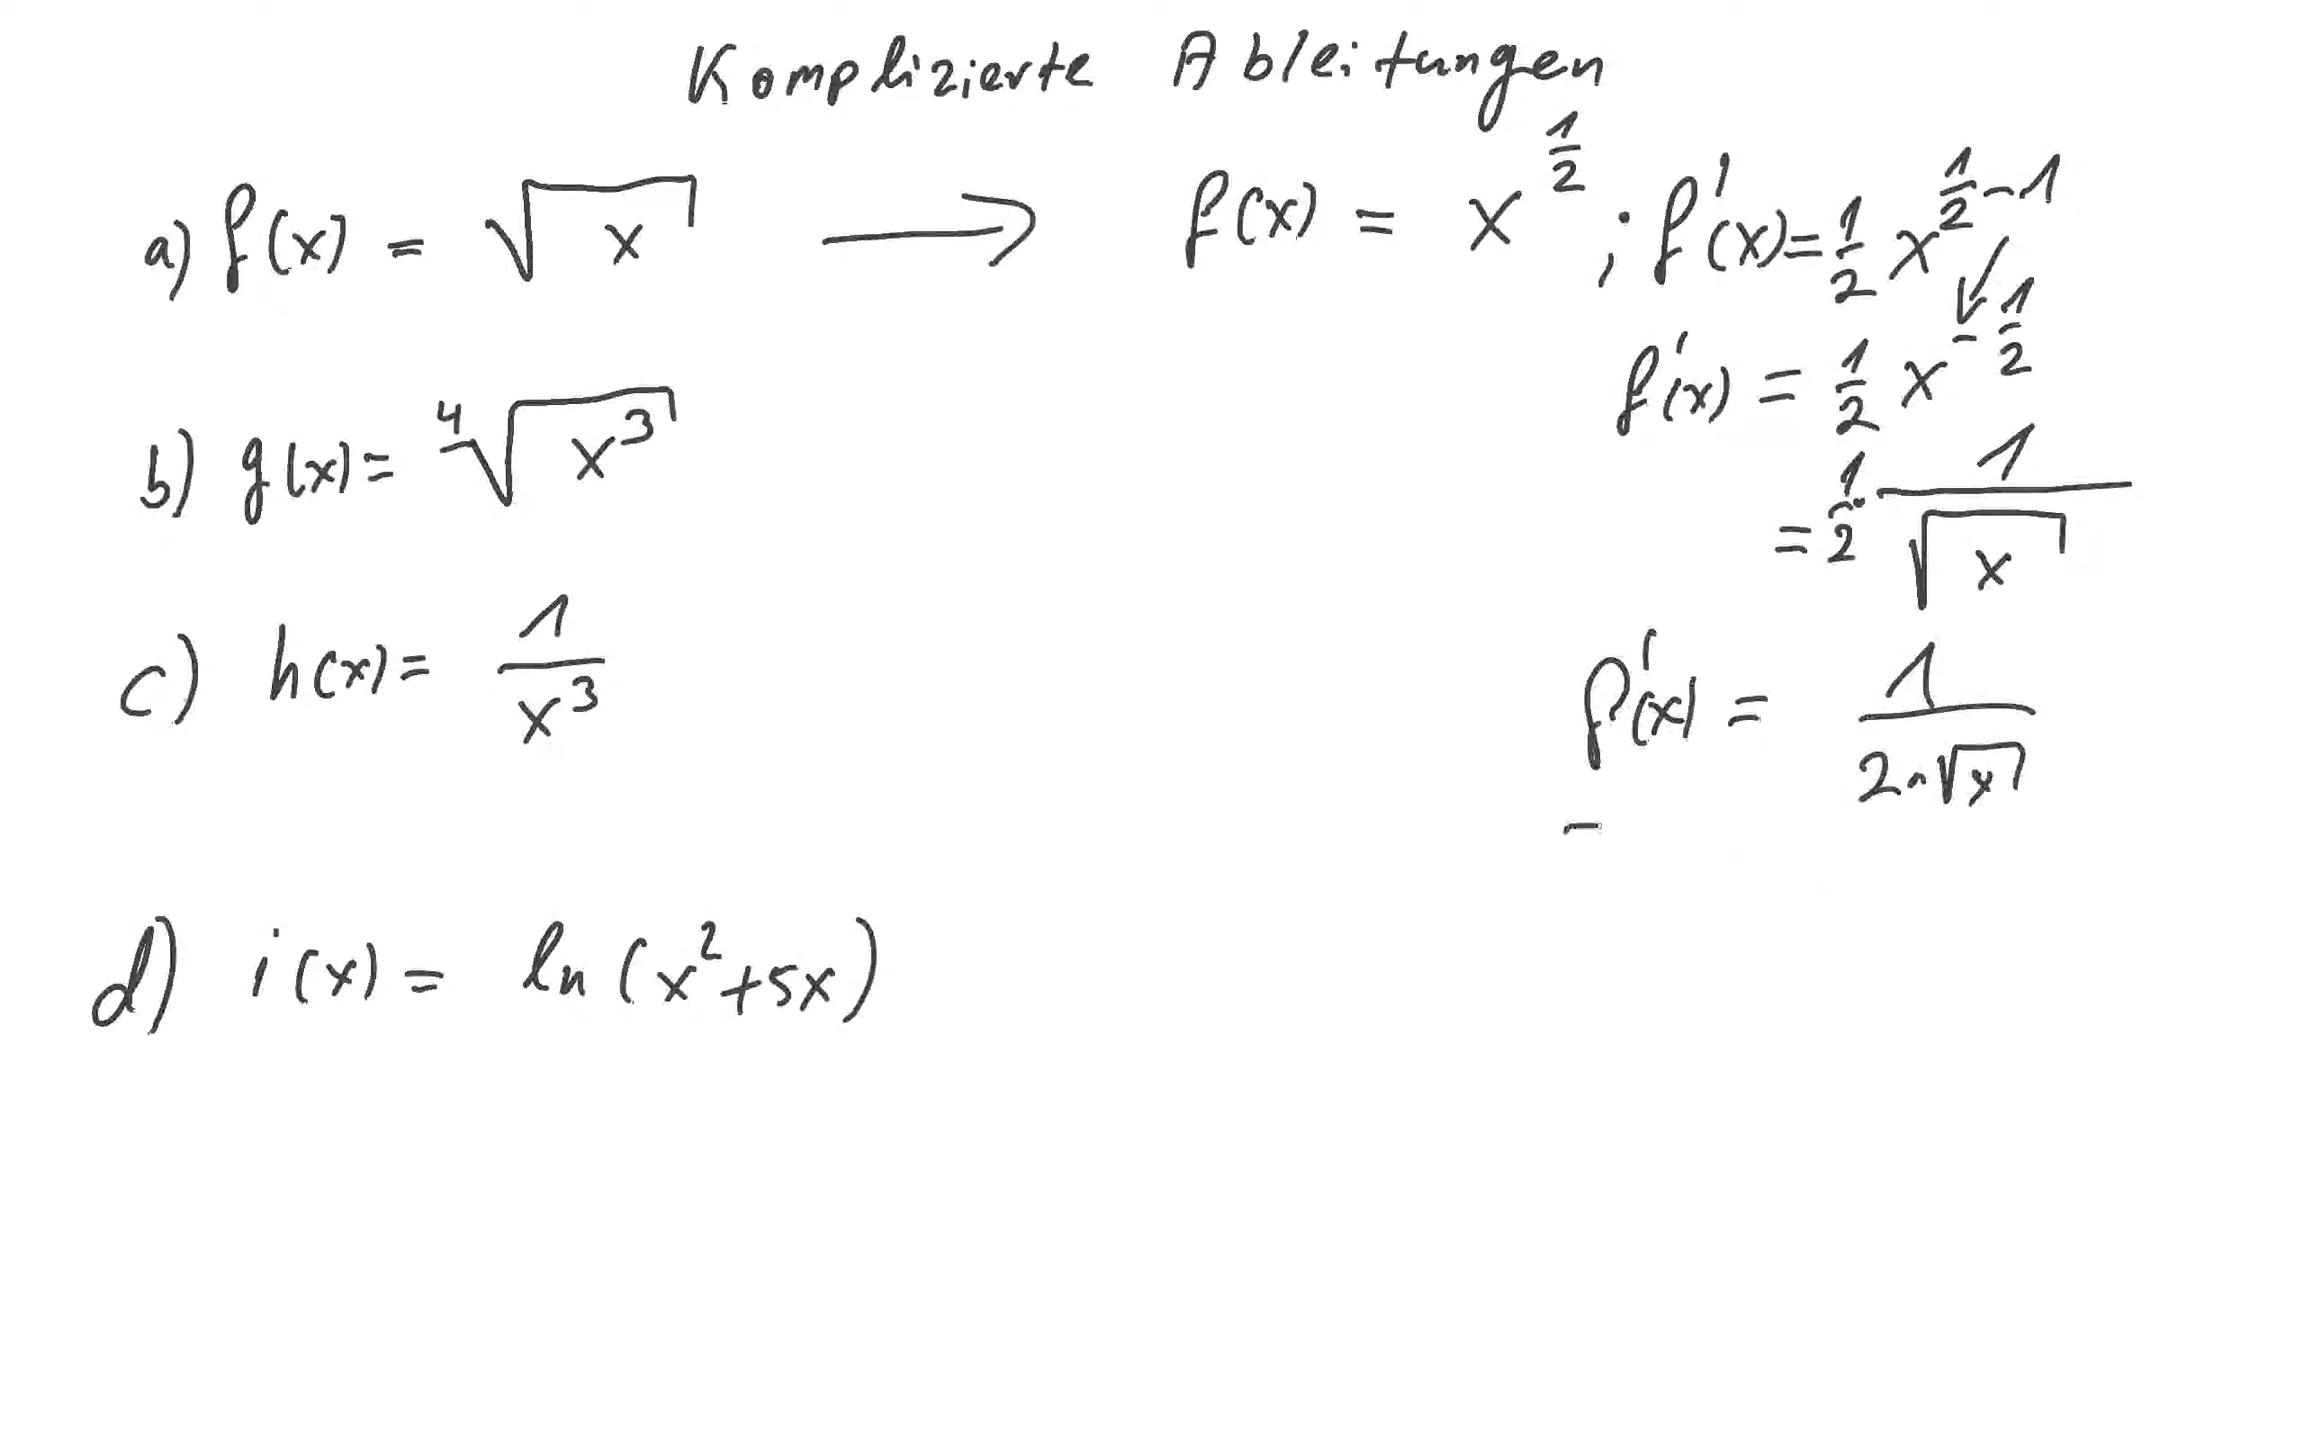 Komplizierte Ableitungen
a) f(x) = √x → f(x) = x^(1/2) ; f'(x) = 1/2 x^(1/2 - 1)
f'(x) = 1/2 x^(-1/2)
b) g(x) = ⁴√x³
= 1/2 · 1/√x
c) h(x) = 1/x³
f'(x) = 1/(2·√x)
d) i(x) = ln (x² + 5x)